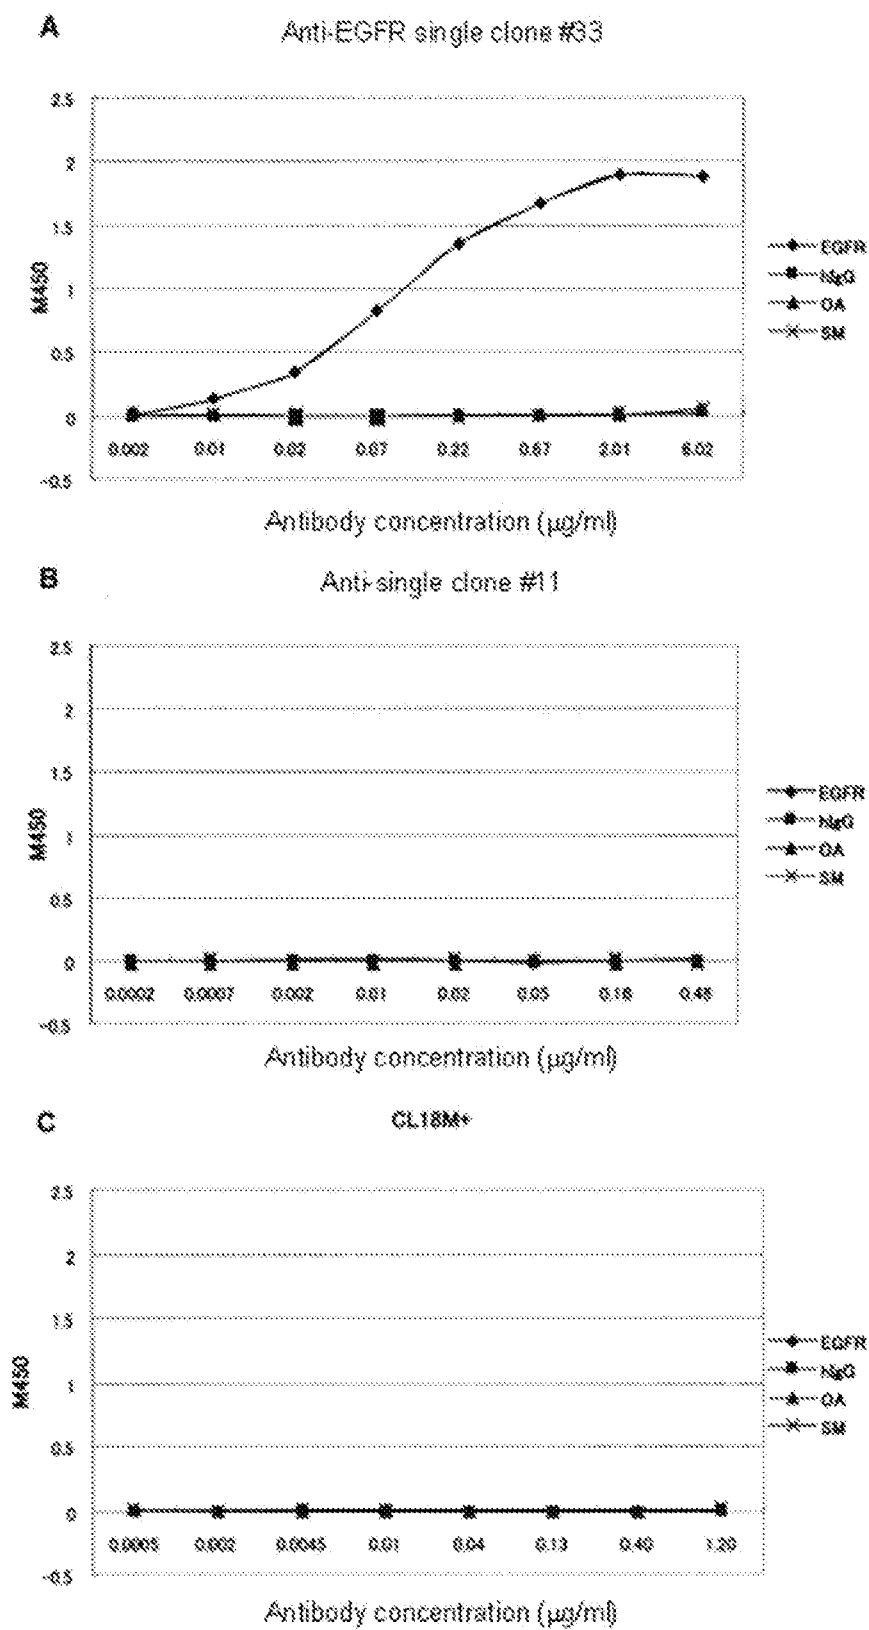 A
Anti-EGFR single clone #33
2.5
2
1.5
1
0.5
0
-0.5
M450
0.002 0.01 0.02 0.07 0.22 0.67 2.01 6.02
EGFR
hIgG
OA
SM
Antibody concentration (µg/ml)
B
Anti-single clone #11
2.5
2
1.5
1
0.5
0
-0.5
M450
0.0002 0.0007 0.002 0.01 0.02 0.05 0.16 0.48
EGFR
hIgG
OA
SM
Antibody concentration (µg/ml)
C
CL18M+
2.5
2
1.5
1
0.5
0
-0.5
M450
0.0005 0.002 0.0045 0.01 0.04 0.13 0.40 1.20
EGFR
hIgG
OA
SM
Antibody concentration (µg/ml)